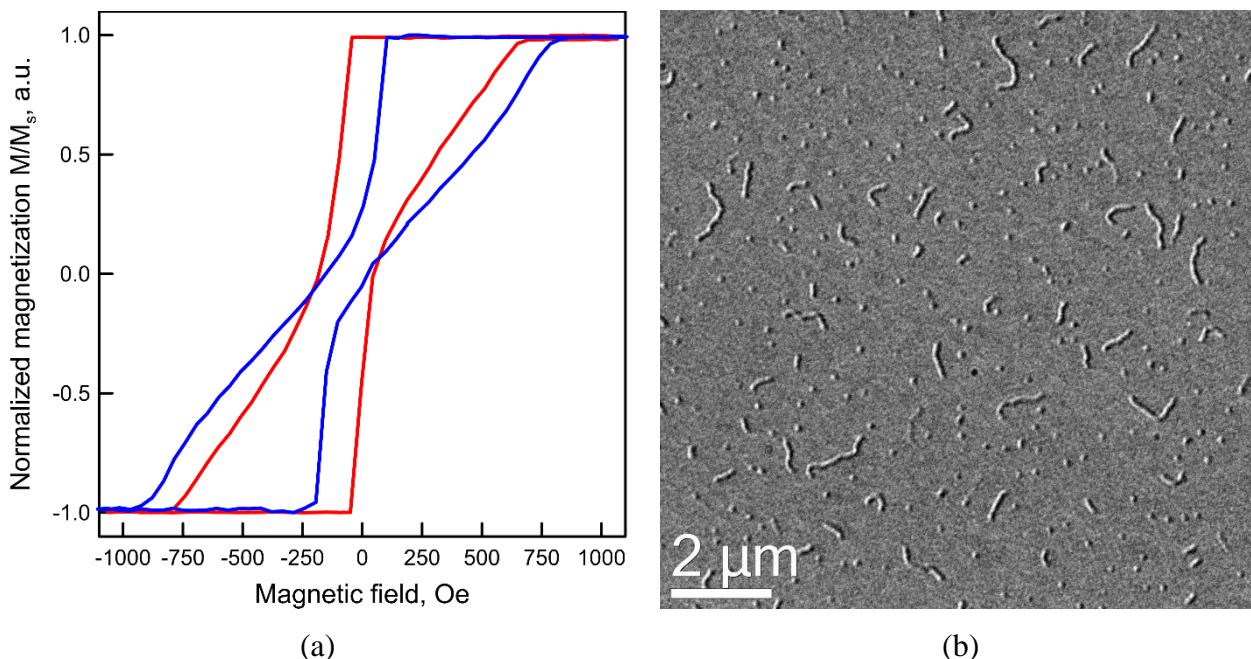 1.0
0.5
0.0
-0.5
-1.0
Normalized magnetization M/Mₛ, a.u.
-1000 -750 -500 -250 0 250 500 750 1000
Magnetic field, Oe
2 µm
(a) (b)